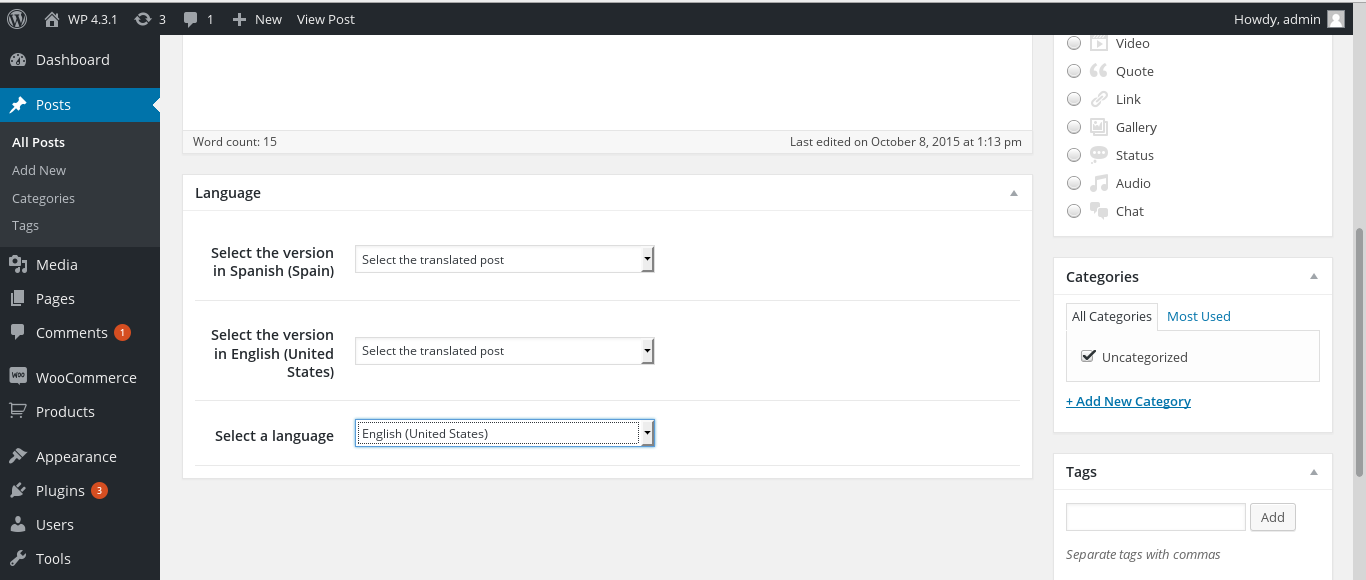 WP 4.3.1
3
1
New
View Post
Howdy, admin
Dashboard
Posts
All Posts
Add New
Categories
Tags
Media
Pages
Comments 1
WOO
WooCommerce
Products
Appearance
Plugins 3
Users
Tools
Word count: 15
Last edited on October 8, 2015 at 1:13 pm
Language
Select the version
in Spanish (Spain)
Select the translated post
Select the version
in English (United
States)
Select the translated post
Select a language
English (United States)
Video
Quote
Link
Gallery
Status
Audio
Chat
Categories
All Categories
Most Used
Uncategorized
+ Add New Category
Tags
Add
Separate tags with commas